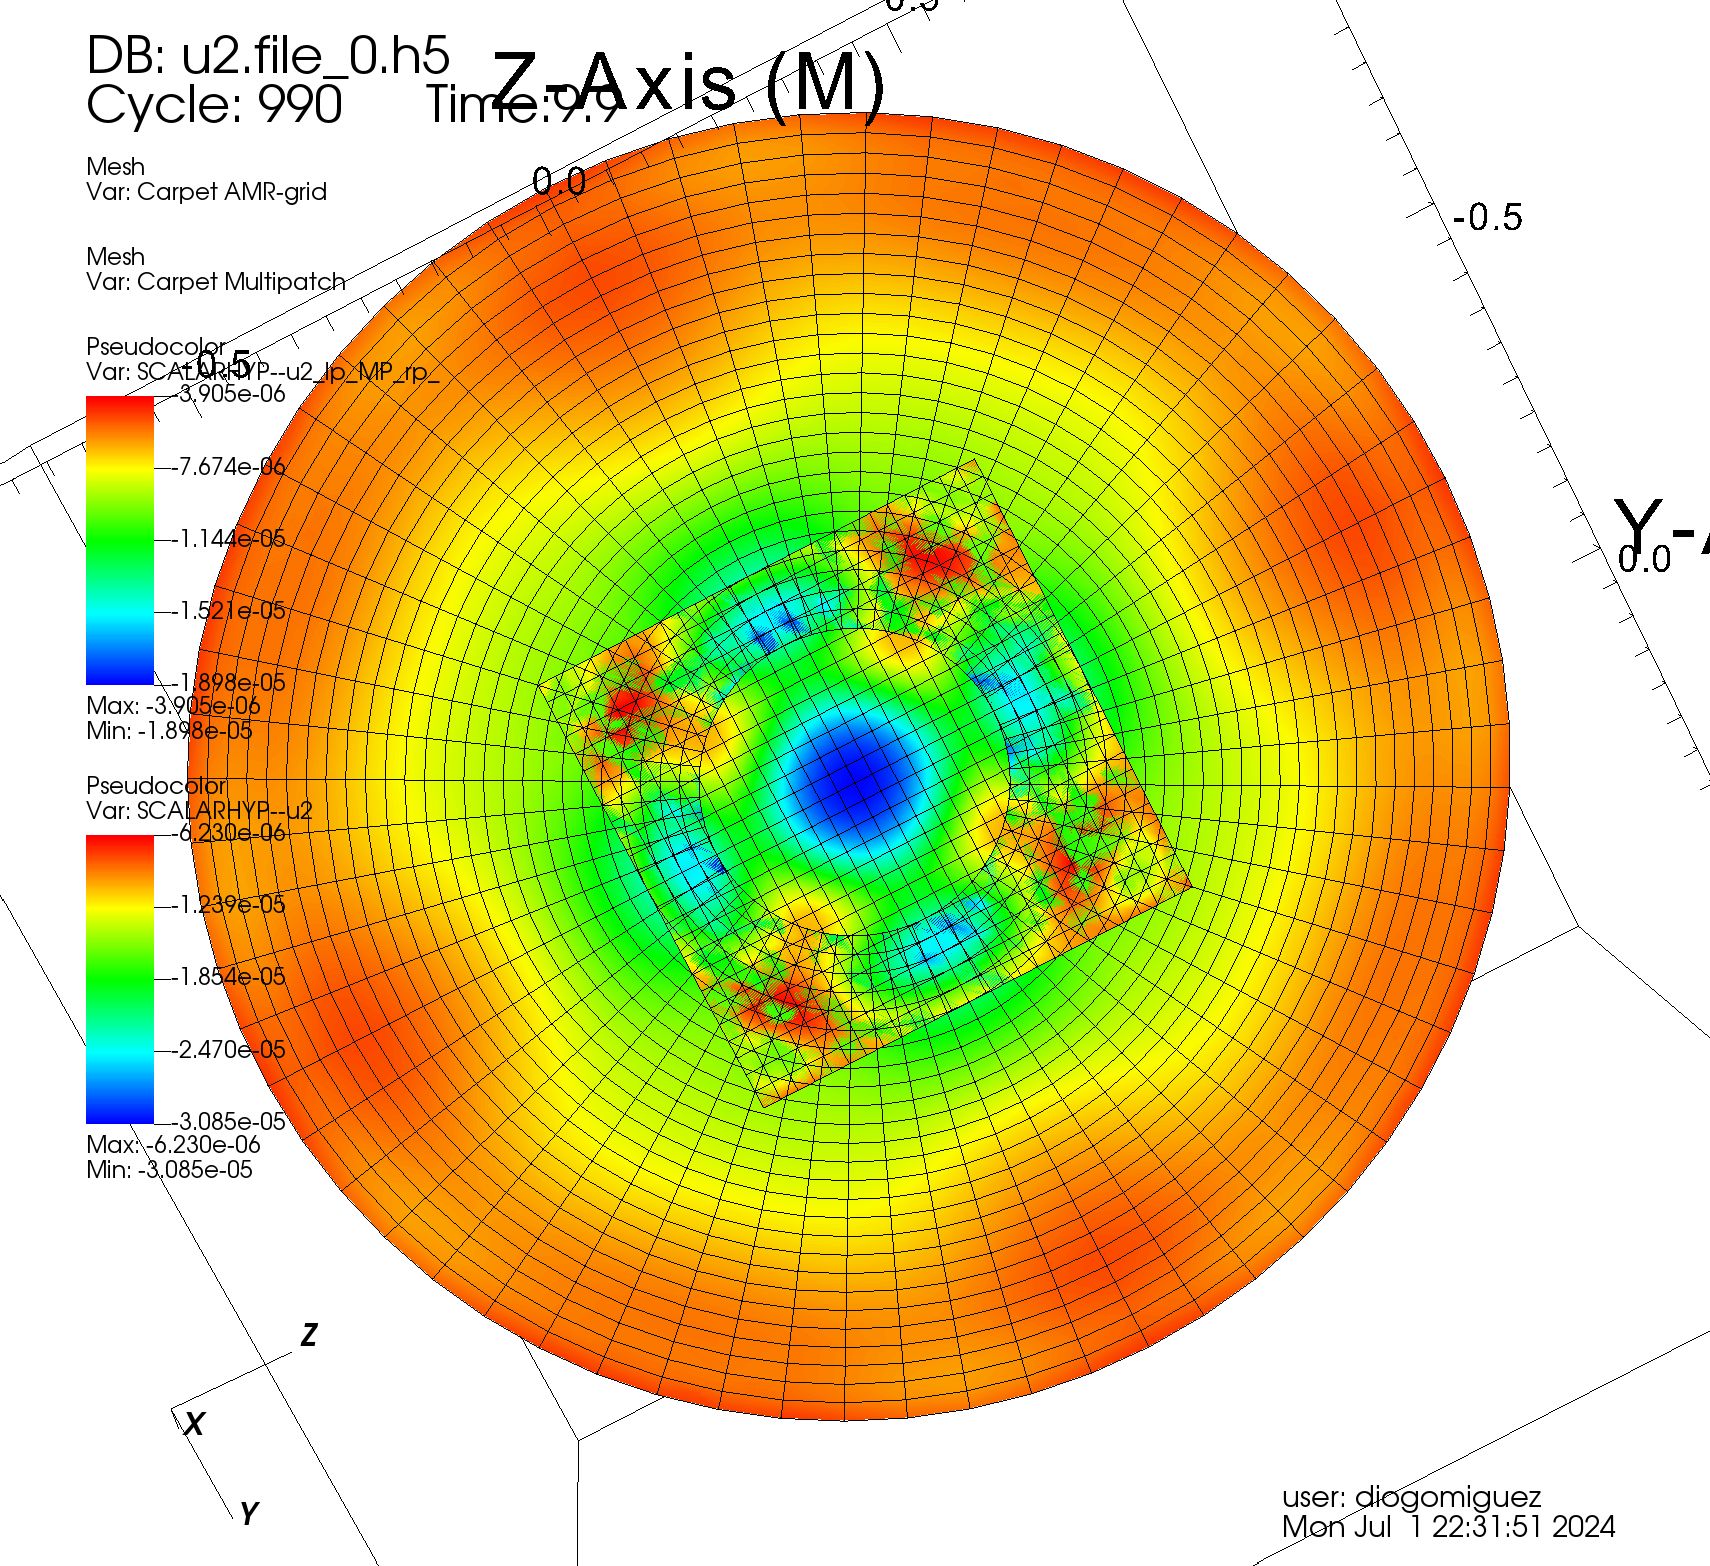 0.5
DB: u2.file_0.h5
Z-Axis (M)
Cycle: 990 Time:9.9
Mesh
Var: Carpet AMR-grid
0.0
-0.5
Mesh
Var: Carpet Multipatch
Pseudocolor
-0.5
Var: SCALARHYP--u2_lp_MP_rp_
-3.905e-06
-7.674e-06
-1.144e-05
Y-A
0.0
-1.521e-05
-1.898e-05
Max: -3.905e-06
Min: -1.898e-05
Pseudocolor
Var: SCALARHYP--u2
-6.230e-06
-1.239e-05
-1.854e-05
-2.470e-05
-3.085e-05
Max: -6.230e-06
Min: -3.085e-05
Z
X
Y
user: diogomiguez
Mon Jul 1 22:31:51 2024